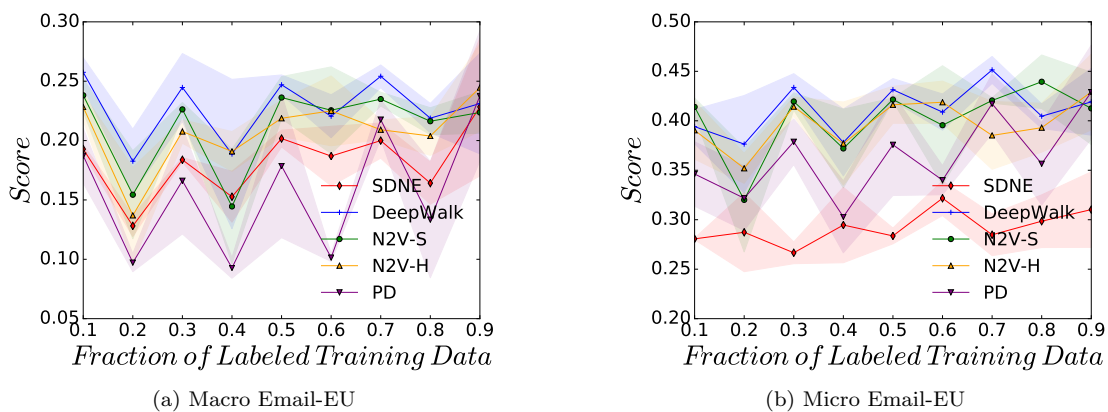 0.30
0.25
0.20
0.15
0.10
0.05
Score
0.1 0.2 0.3 0.4 0.5 0.6 0.7 0.8 0.9
Fraction of Labeled Training Data
SDNE
DeepWalk
N2V-S
N2V-H
PD
(a) Macro Email-EU
0.50
0.45
0.40
0.35
0.30
0.25
0.20
Score
0.1 0.2 0.3 0.4 0.5 0.6 0.7 0.8 0.9
Fraction of Labeled Training Data
SDNE
DeepWalk
N2V-S
N2V-H
PD
(b) Micro Email-EU